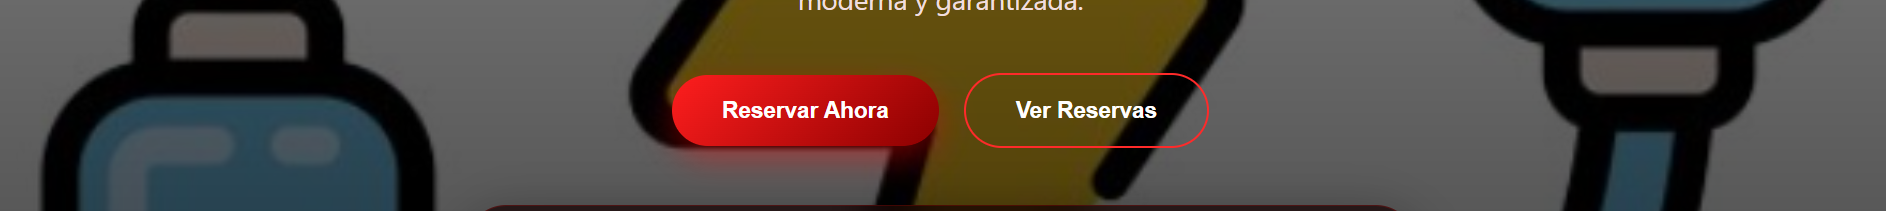 moderna y garantizada.
Reservar Ahora
Ver Reservas